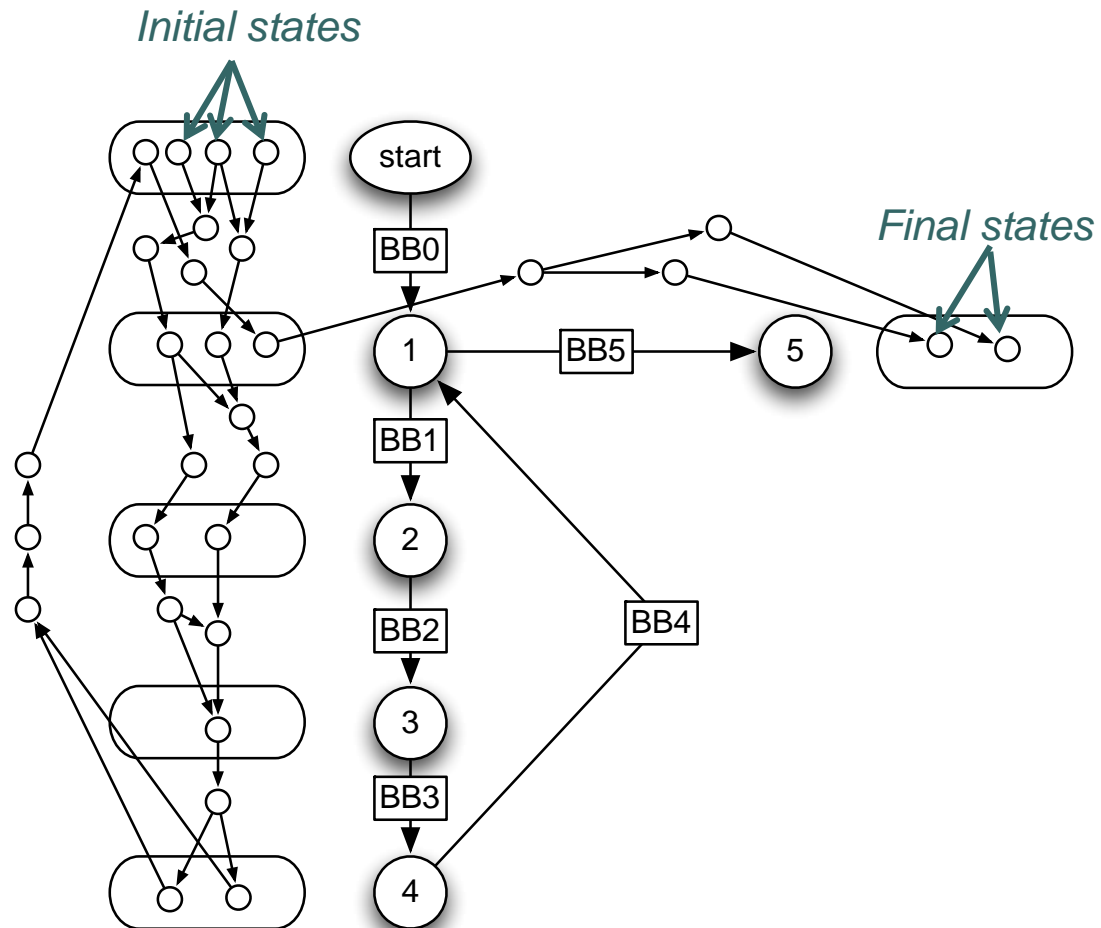 Initial states
start
BB0
Final states
1
BB5
5
BB1
2
BB2
BB4
3
BB3
4